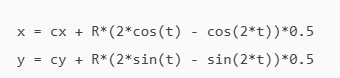 x = cx + R*(2*cos(t) - cos(2*t))*0.5
y = cy + R*(2*sin(t) - sin(2*t))*0.5